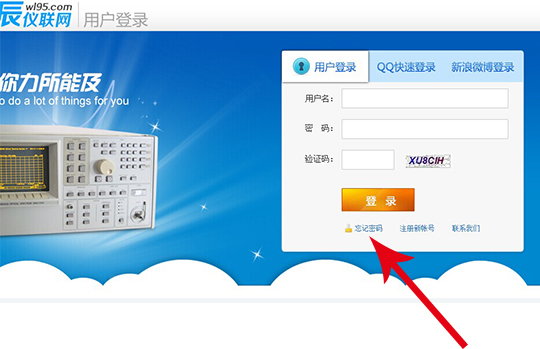 wl95.com
辰仪联网
用户登录
你力所能及
o do a lot of things for you
用户登录 QQ快速登录 新浪微博登录
用户名：
密 码：
验证码： XU8CIH
登 录
忘记密码 注册新帐号 联系我们